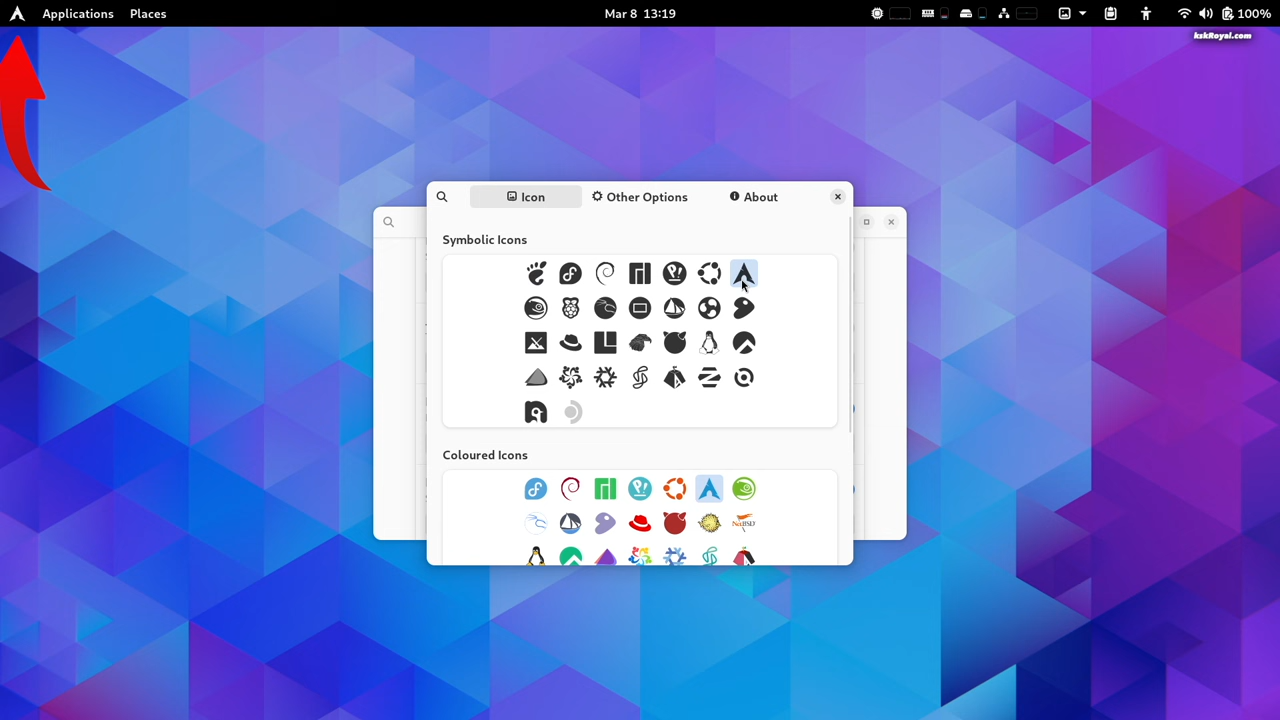 Applications Places Mar 8 13:19 100%
kskRoyal.com
Icon Other Options About
Symbolic Icons
Coloured Icons
NetBSD